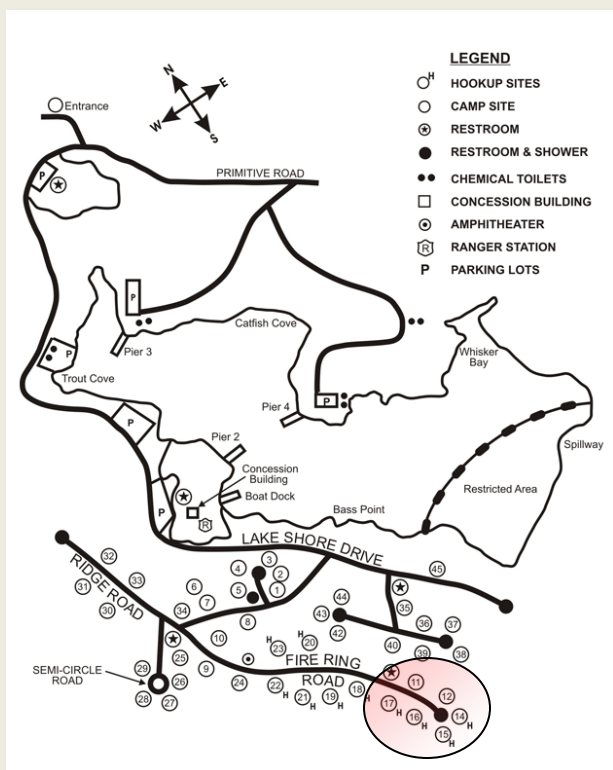 LEGEND
H HOOKUP SITES
CAMP SITE
RESTROOM
RESTROOM & SHOWER
CHEMICAL TOILETS
CONCESSION BUILDING
AMPHITHEATER
R RANGER STATION
P PARKING LOTS
N
E
W
S
Entrance
P
PRIMITIVE ROAD
P
Catfish Cove
Pier 3
Whisker
Bay
P
Trout Cove
P
Pier 4
P
Spillway
Pier 2
Concession
Building
Restricted Area
Boat Dock
P
R
Bass Point
LAKE SHORE DRIVE
RIDGE ROAD
32
33
31
30
34
6
7
4
3
2
5
1
8
45
44
43
42
35
36
37
40
39
38
29
25
26
28
27
SEMI-CIRCLE
ROAD
10
9
24
H
23
H
20
FIRE RING
ROAD
22 H
21 H
19 H
18 H
11
12
17 H
16 H
14 H
15 H